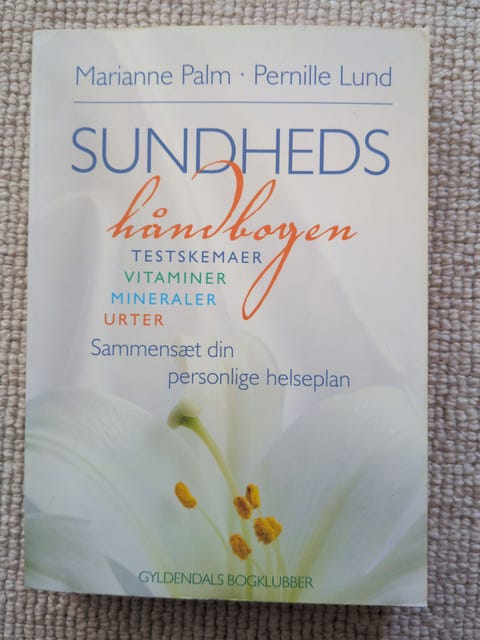 Marianne Palm · Pernille Lund
SUNDHEDS
håndbogen
TESTSKEMAER
VITAMINER
MINERALER
URTER
Sammensæt din
personlige helseplan
GYLDENDALS BOGKLUBBER